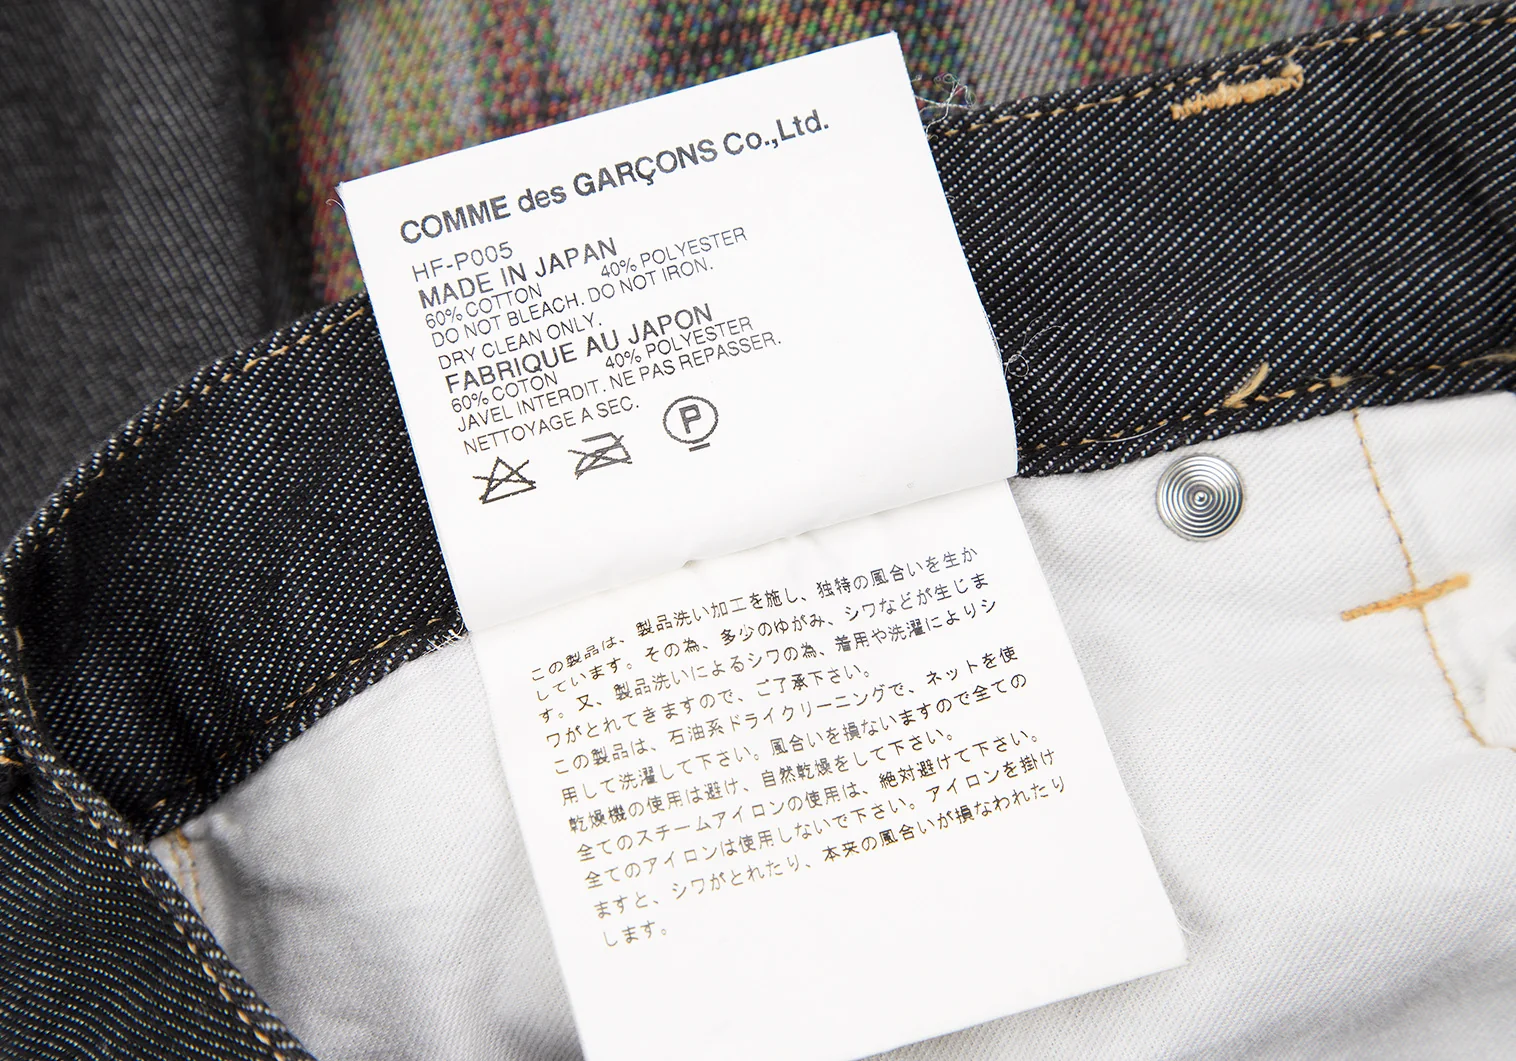 COMME des GARÇONS Co.,Ltd.
HF-P005
MADE IN JAPAN
60% COTTON 40% POLYESTER
DO NOT BLEACH. DO NOT IRON.
DRY CLEAN ONLY.
FABRIQUE AU JAPON
60% COTON 40% POLYESTER
JAVEL INTERDIT. NE PAS REPASSER.
NETTOYAGE A SEC.
P
この製品は、製品洗い加工を施し、独特の風合いを生か
しています。その為、多少のゆがみ、シワなどが生じま
す。又、製品洗いによるシワの為、着用や洗濯によりシ
ワがとれてきますので、ご了承下さい。
この製品は、石油系ドライクリーニングで、ネットを使
用して洗濯して下さい。風合いを損ないますので全ての
乾燥機の使用は避け、自然乾燥をして下さい。
全てのスチームアイロンの使用は、絶対避けて下さい。
全てのアイロンは使用しないで下さい。アイロンを掛け
ますと、シワがとれたり、本来の風合いが損なわれたり
します。